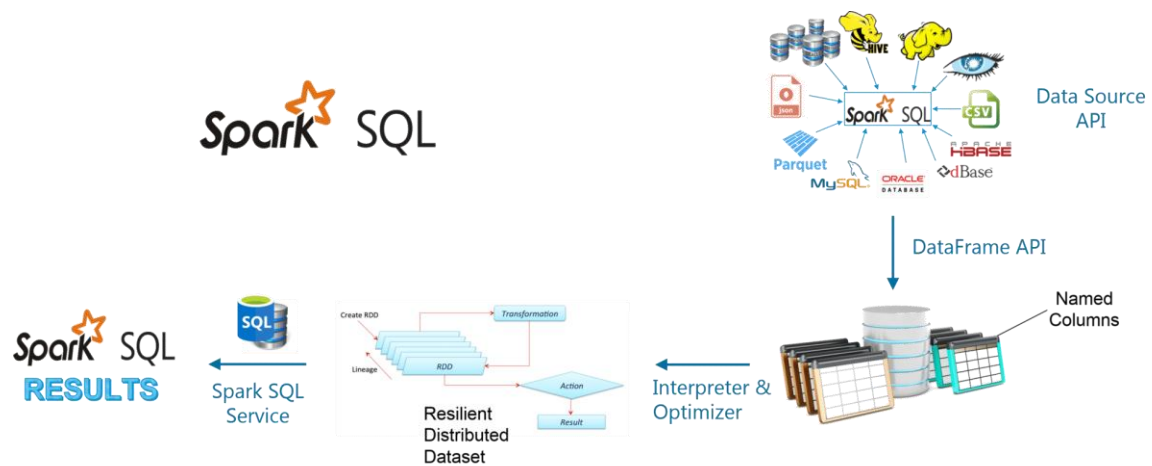 Spark SQL
HIVE
Json
Spark SQL
CSV
Data Source
API
Parquet
APACHE
HBASE
MySQL
ORACLE
DATABASE
dBase
DataFrame API
Named
Columns
Interpreter &
Optimizer
Create RDD
Transformation
Lineage
RDD
Action
Result
Resilient
Distributed
Dataset
SQL
Spark SQL
Service
Spark SQL
RESULTS